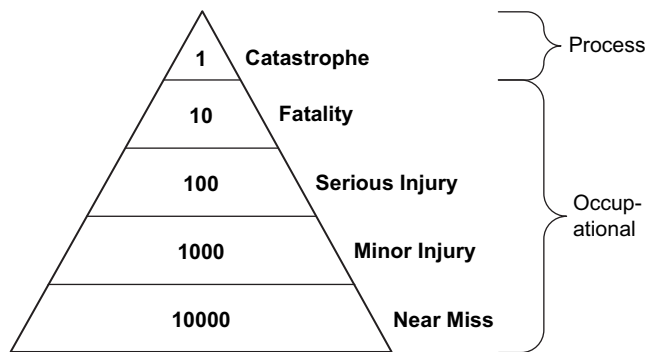 1 Catastrophe
Process
10 Fatality
100 Serious Injury
Occup-
ational
1000 Minor Injury
10000 Near Miss